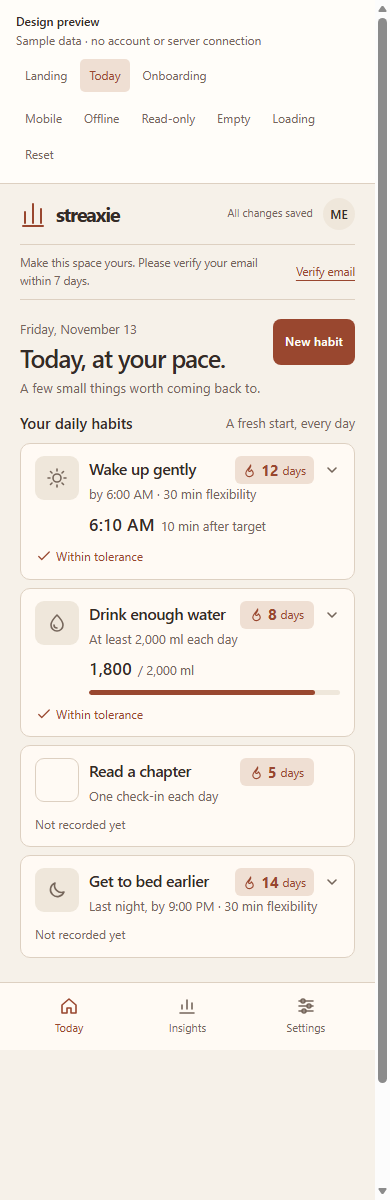 Design preview
Sample data · no account or server connection
Landing Today Onboarding
Mobile Offline Read-only Empty Loading
Reset
streaxie All changes saved ME
Make this space yours. Please verify your email
within 7 days.
Verify email
Friday, November 13
Today, at your pace.
New habit
A few small things worth coming back to.
Your daily habits A fresh start, every day
Wake up gently 12 days
by 6:00 AM · 30 min flexibility
6:10 AM 10 min after target
Within tolerance
Drink enough water 8 days
At least 2,000 ml each day
1,800 / 2,000 ml
Within tolerance
Read a chapter 5 days
One check-in each day
Not recorded yet
Get to bed earlier 14 days
Last night, by 9:00 PM · 30 min flexibility
Not recorded yet
Today Insights Settings